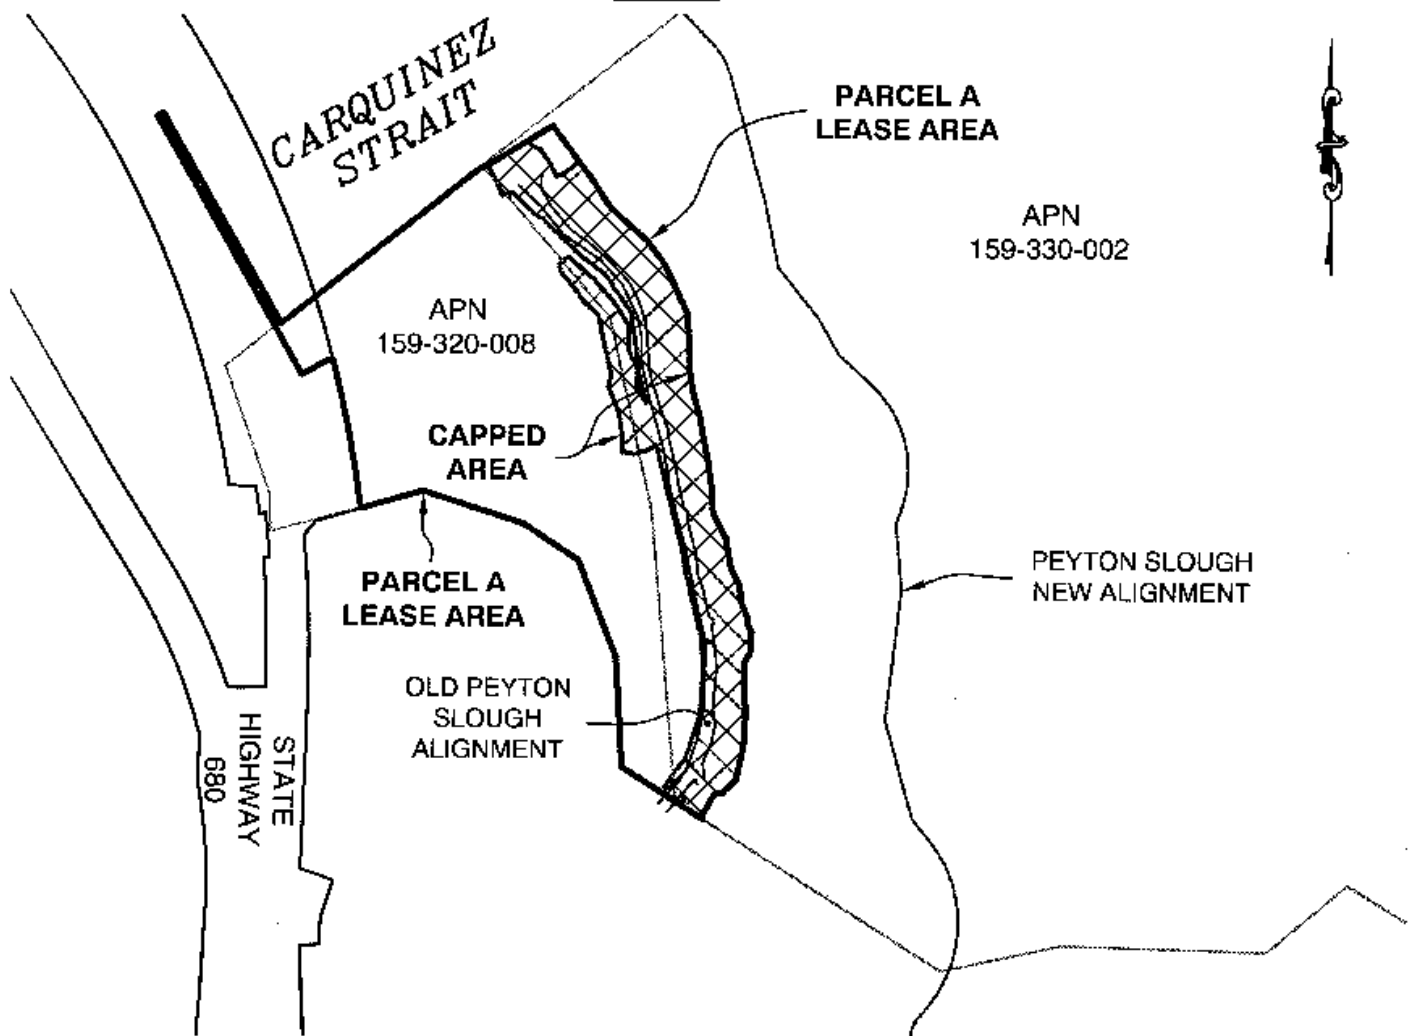 CARQUINEZ
STRAIT
PARCEL A
LEASE AREA
APN
159-330-002
APN
159-320-008
CAPPED
AREA
PARCEL A
LEASE AREA
PEYTON SLOUGH
NEW ALIGNMENT
OLD PEYTON
SLOUGH
ALIGNMENT
STATE
HIGHWAY
680